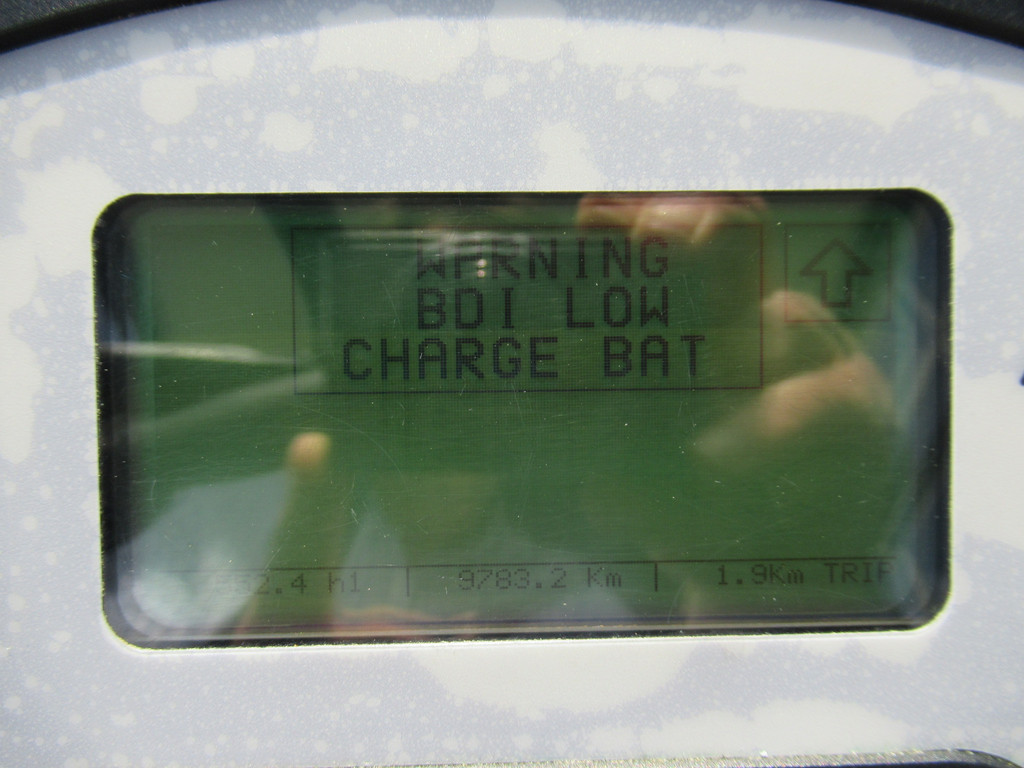 WARNING
BDI LOW
CHARGE BAT
9783.2 Km
1.9Km TRIP